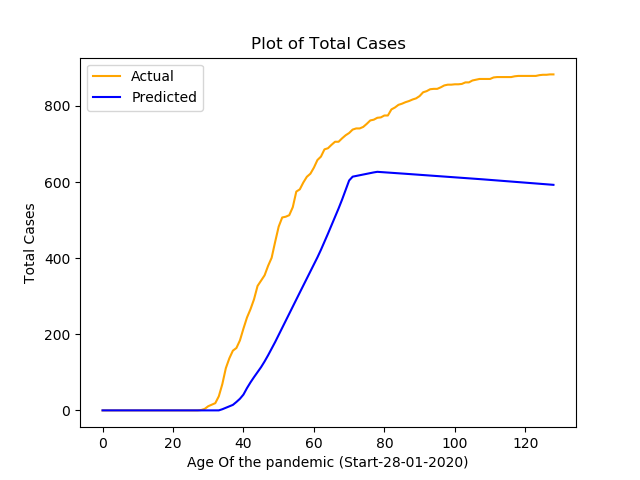 Plot of Total Cases
Actual
Predicted
Total Cases
800
600
400
200
0
0 20 40 60 80 100 120
Age Of the pandemic (Start-28-01-2020)